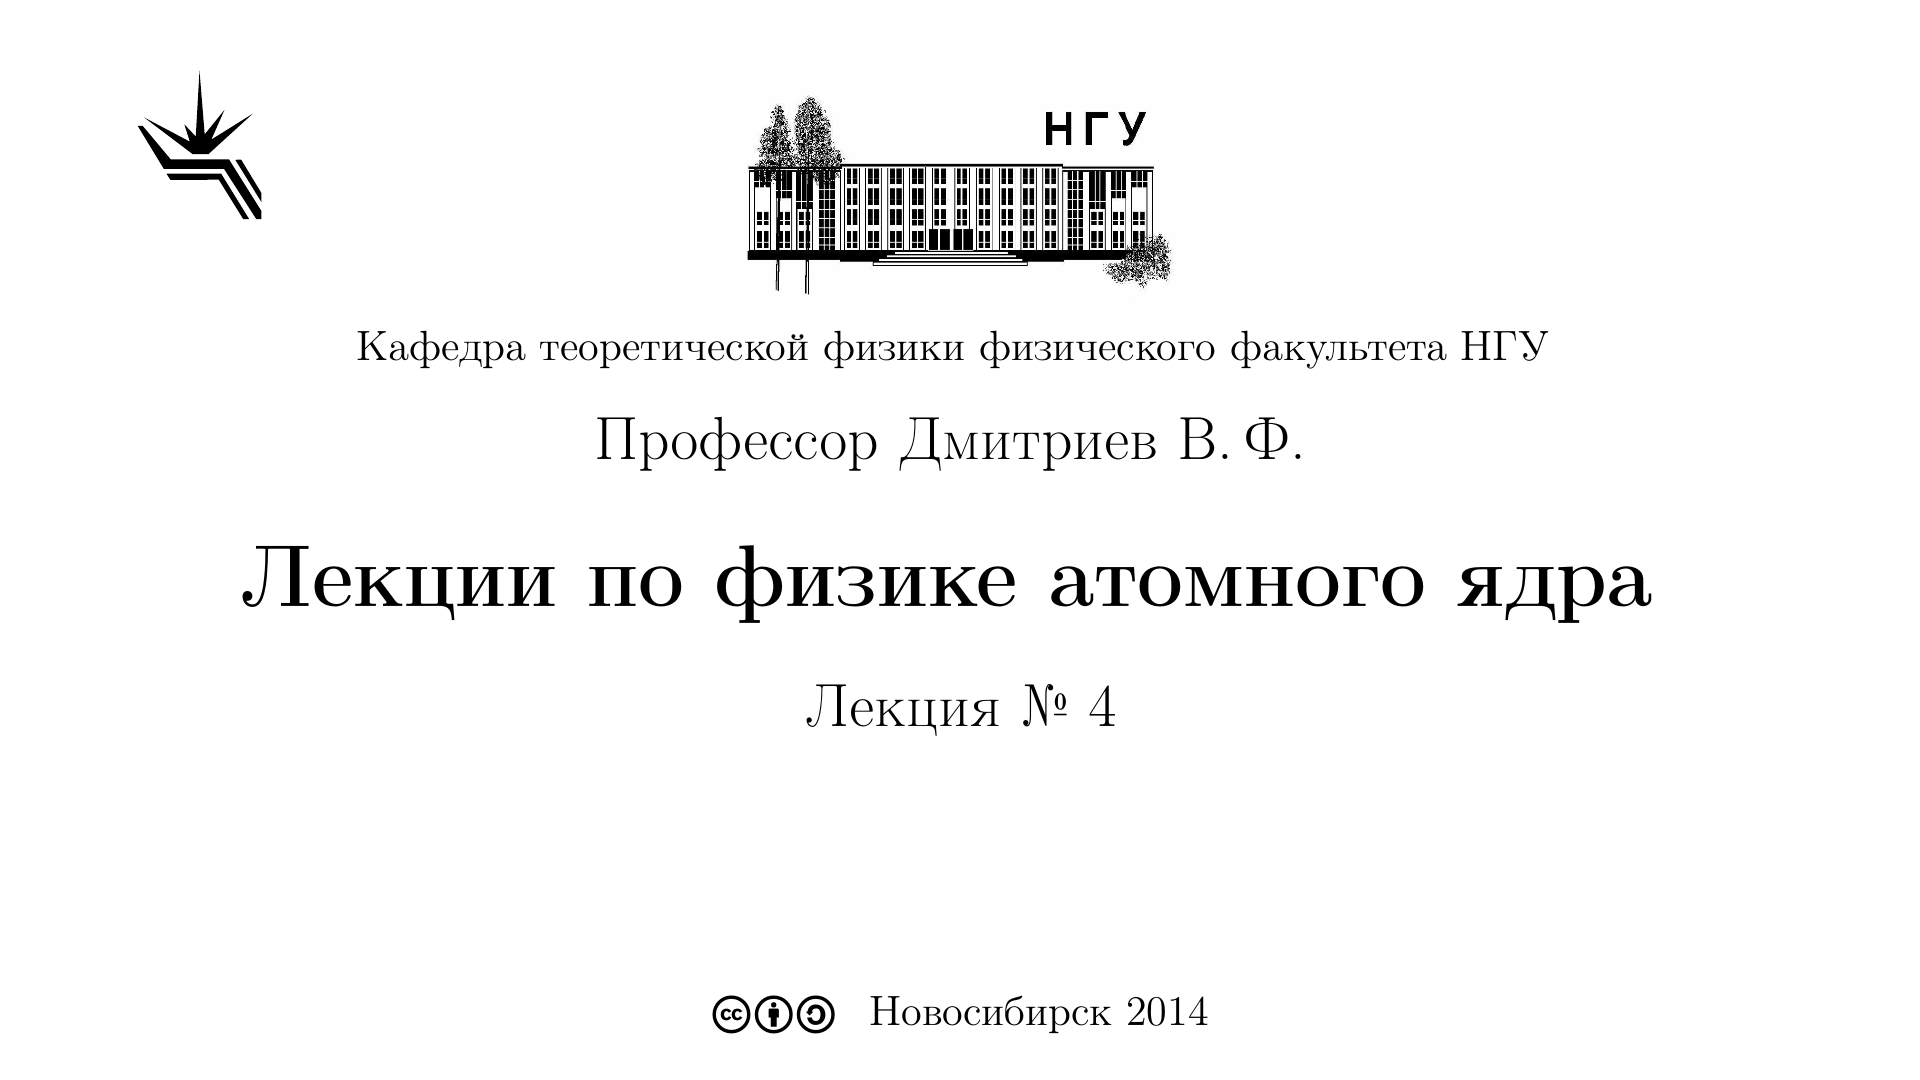 НГУ
Кафедра теоретической физики физического факультета НГУ
Профессор Дмитриев В. Ф.
Лекции по физике атомного ядра
Лекция № 4
cc Новосибирск 2014